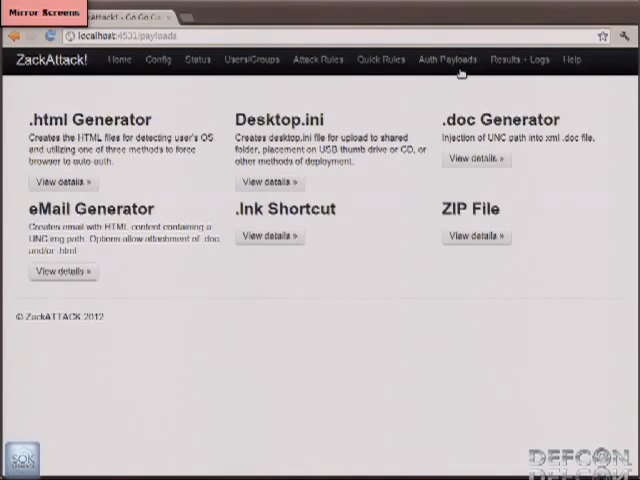 Mirror Screens
localhost:4531/payloads
ZackAttack! Home Config Status Users/Groups Attack Rules Quick Rules Auth Payloads Results + Logs Help
.html Generator
Creates the HTML files for detecting user's OS
and utilizing one of three methods to force
browser to auto-auth.
View details »
Desktop.ini
Creates desktop.ini file for upload to shared
folder, placement on USB thumb drive or CD, or
other methods of deployment.
View details »
.doc Generator
Injection of UNC path into xml .doc file.
View details »
eMail Generator
Creates email with HTML content containing a
UNC img path. Options allow attachment of .doc
and/or .html
View details »
.lnk Shortcut
View details »
ZIP File
View details »
© ZackATTACK 2012
SOK
DEFCON